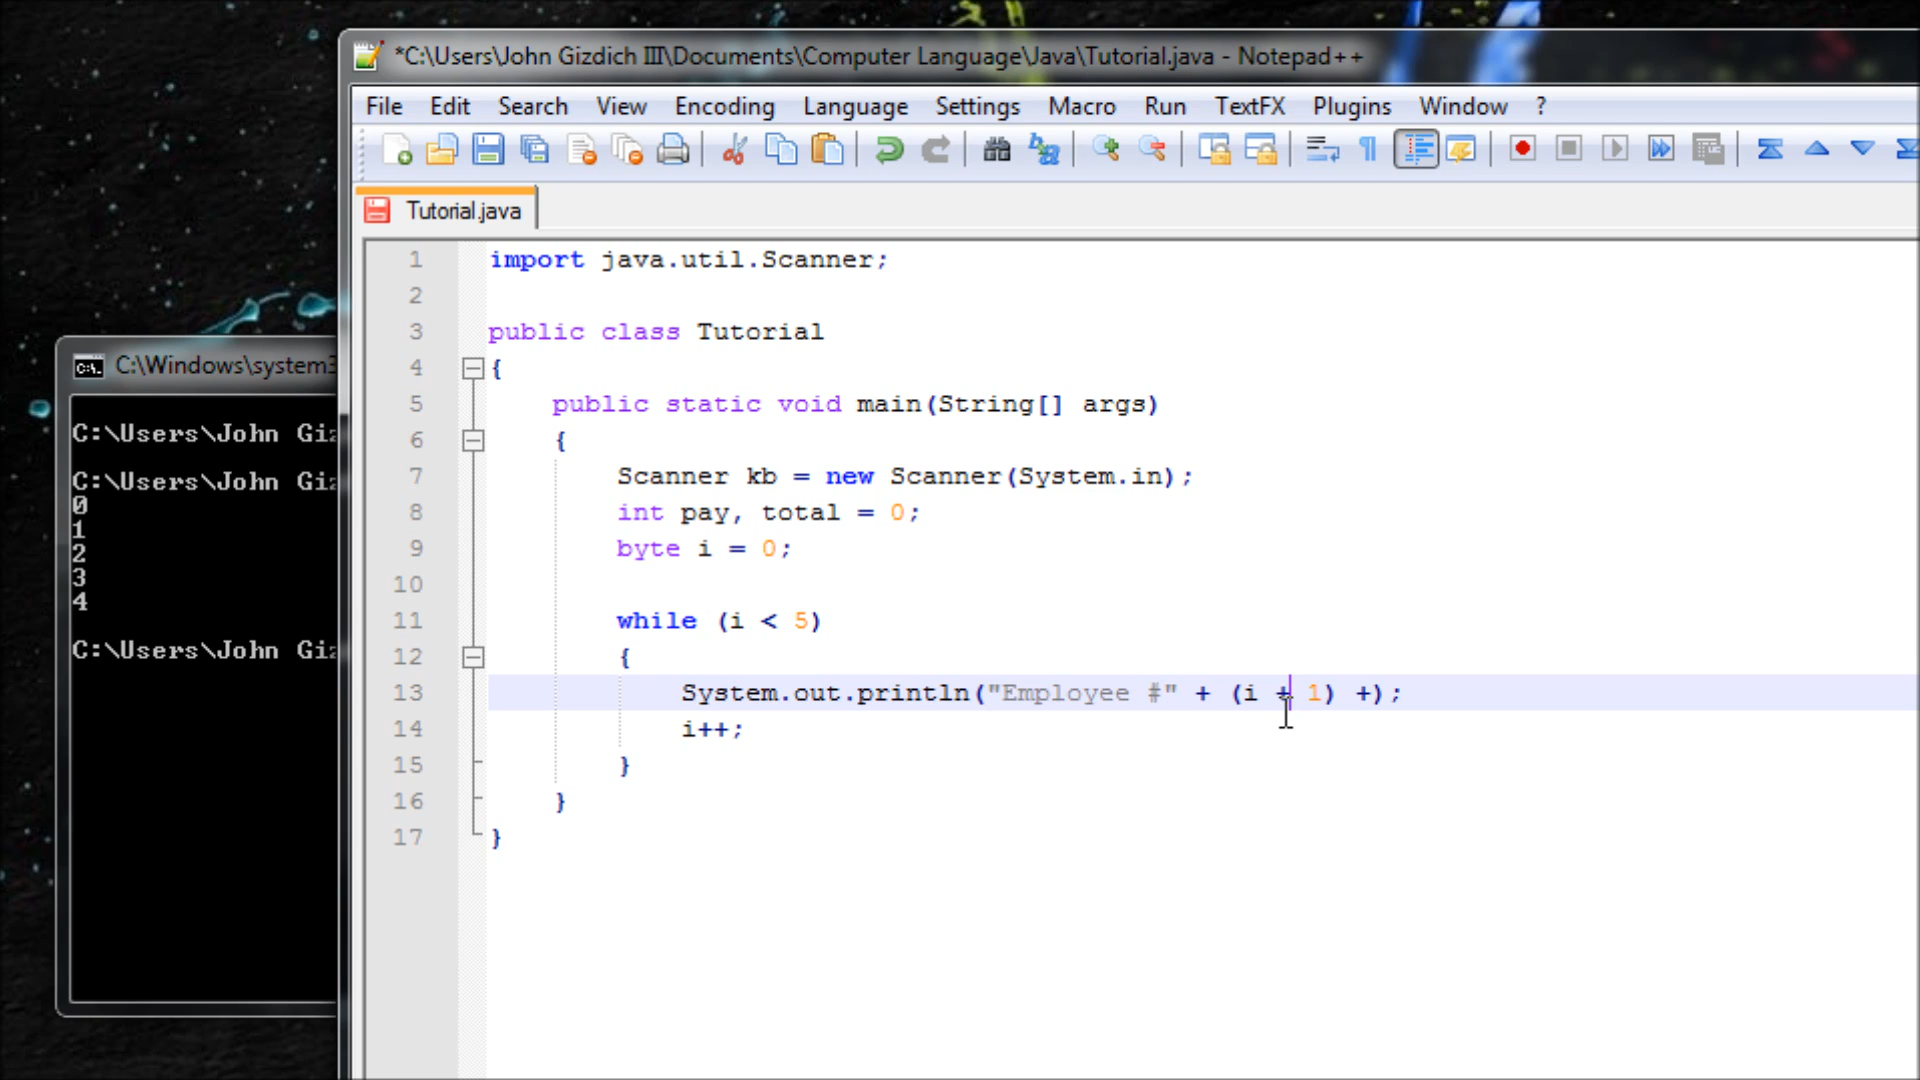 *C:\Users\John Gizdich III\Documents\Computer Language\Java\Tutorial.java - Notepad++
File Edit Search View Encoding Language Settings Macro Run TextFX Plugins Window ?
Tutorial.java
1 import java.util.Scanner;
2
3 public class Tutorial
4 {
5 public static void main(String[] args)
6 {
7 Scanner kb = new Scanner(System.in);
8 int pay, total = 0;
9 byte i = 0;
10
11 while (i < 5)
12 {
13 System.out.println("Employee #" + (i + 1) +);
14 i++;
15 }
16 }
17 }
C:\Windows\system3
C:\Users\John Giz
C:\Users\John Giz
0
1
2
3
4
C:\Users\John Giz